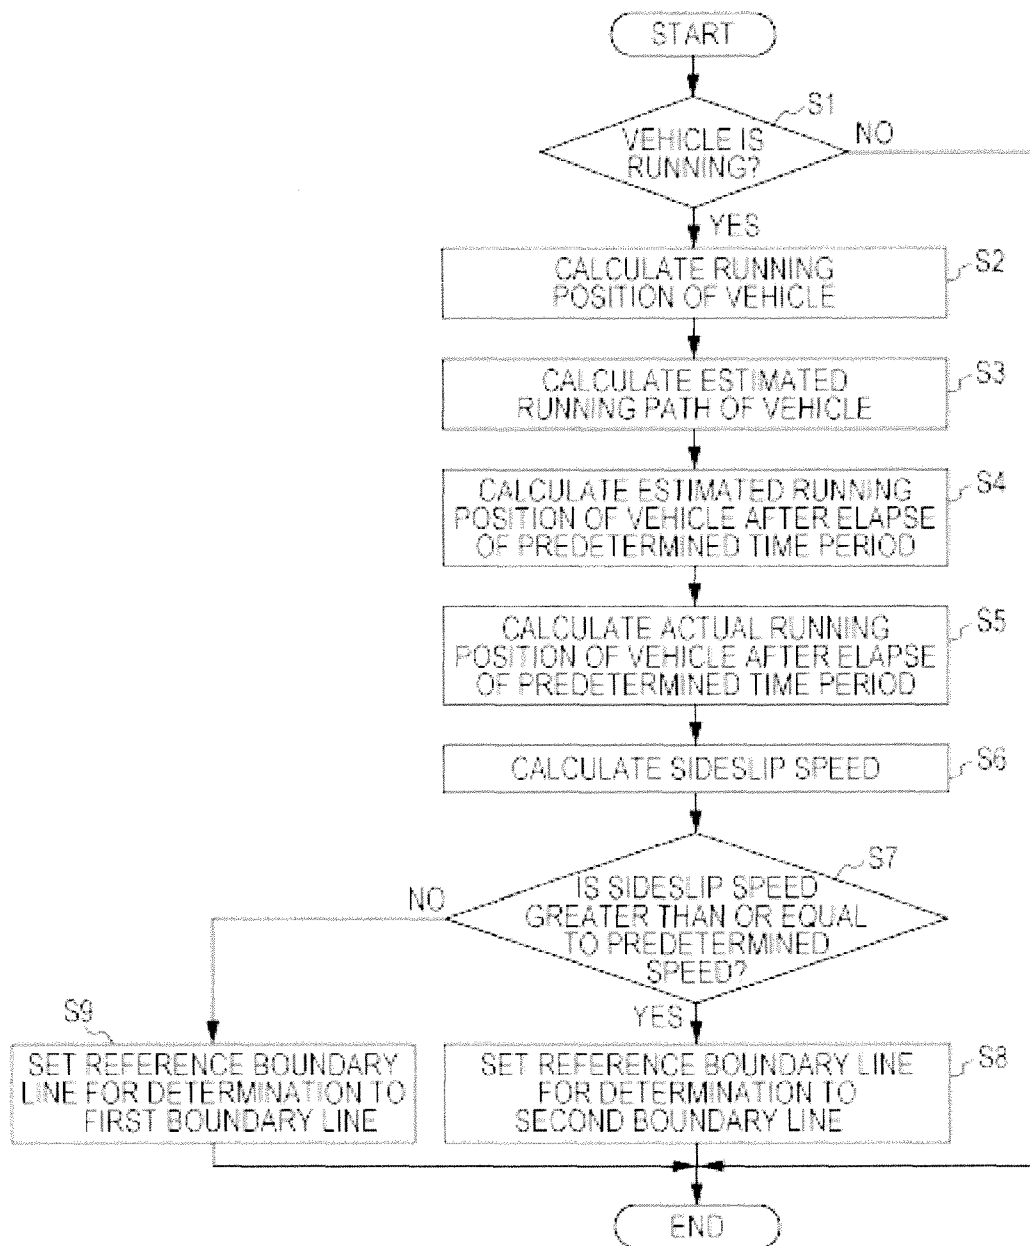 START
S1
VEHICLE IS
RUNNING?
NO
YES
S2
CALCULATE RUNNING
POSITION OF VEHICLE
S3
CALCULATE ESTIMATED
RUNNING PATH OF VEHICLE
S4
CALCULATE ESTIMATED RUNNING
POSITION OF VEHICLE AFTER ELAPSE
OF PREDETERMINED TIME PERIOD
S5
CALCULATE ACTUAL RUNNING
POSITION OF VEHICLE AFTER ELAPSE
OF PREDETERMINED TIME PERIOD
S6
CALCULATE SIDESLIP SPEED
S7
IS SIDESLIP SPEED
GREATER THAN OR EQUAL
TO PREDETERMINED
SPEED?
NO
YES
S9
SET REFERENCE BOUNDARY
LINE FOR DETERMINATION TO
FIRST BOUNDARY LINE
S8
SET REFERENCE BOUNDARY LINE
FOR DETERMINATION TO
SECOND BOUNDARY LINE
END